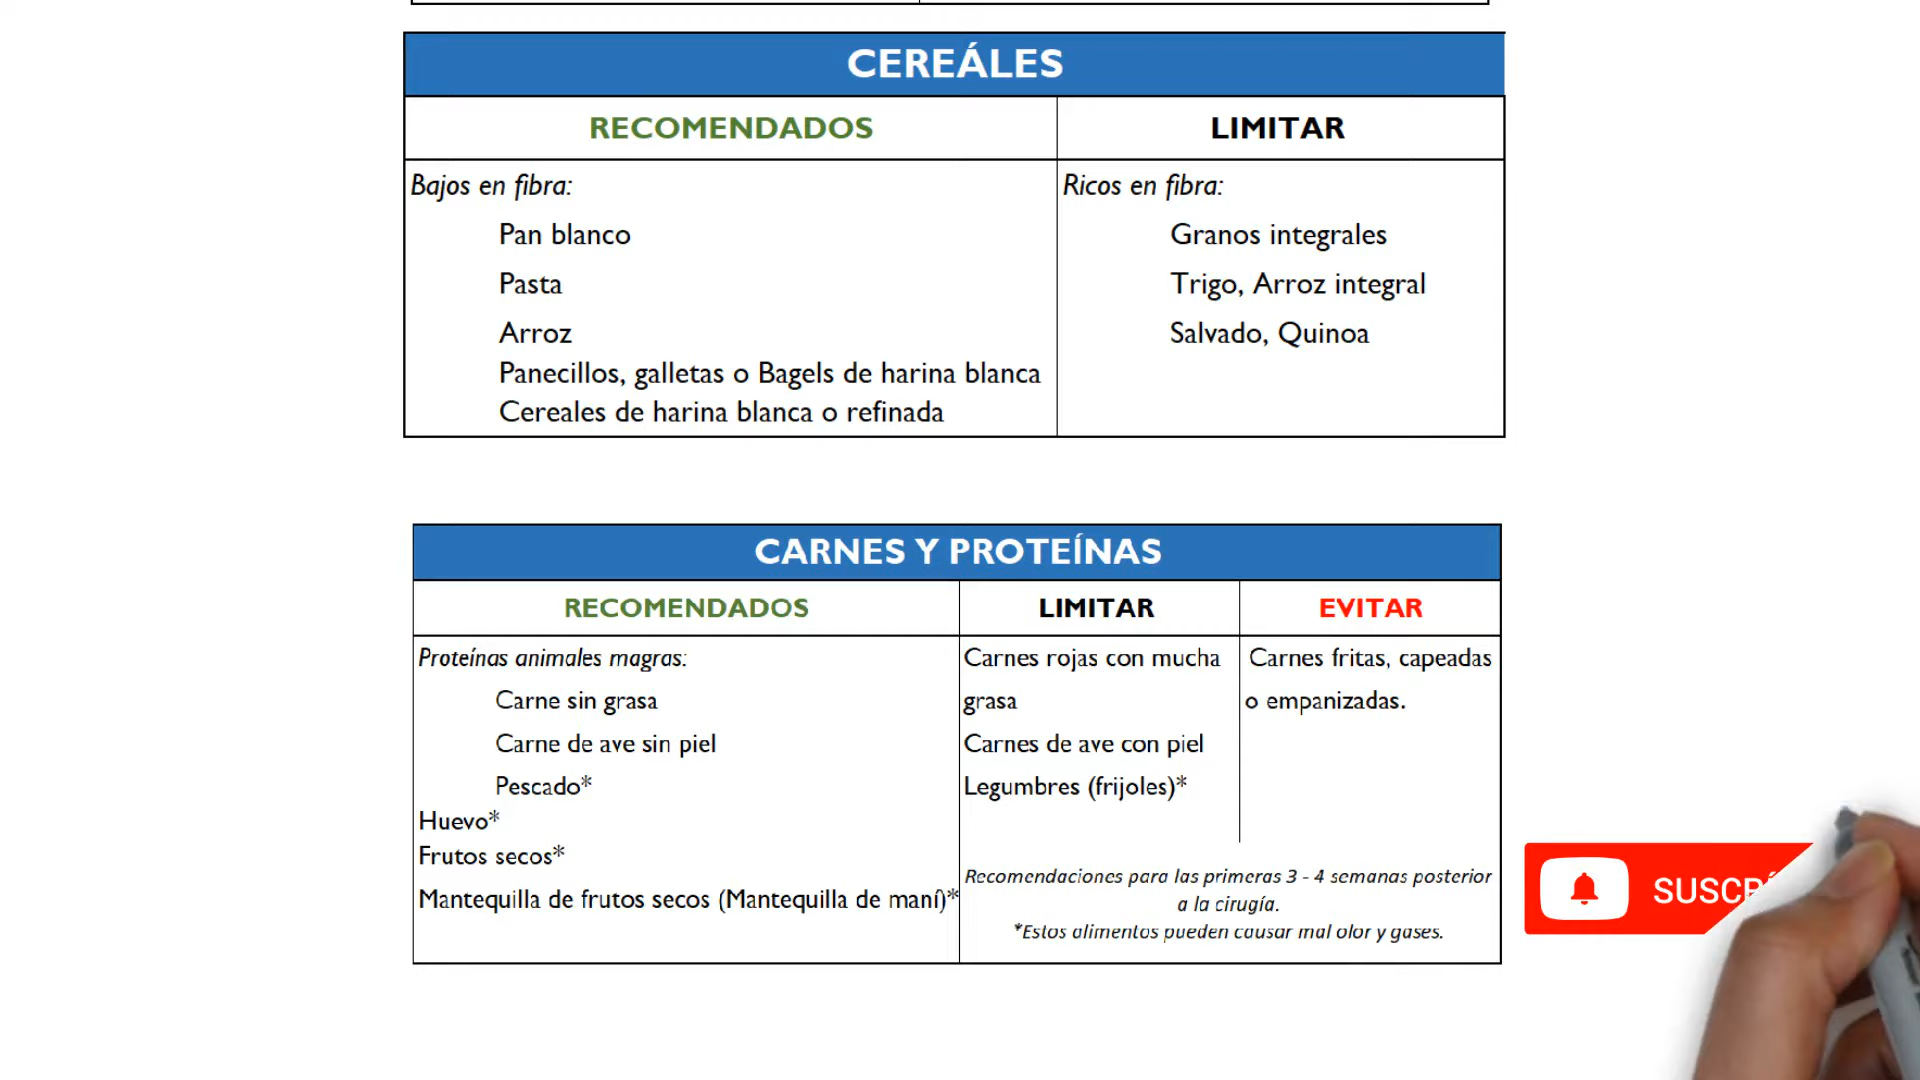 CEREÁLES
RECOMENDADOS
LIMITAR
Bajos en fibra:
Pan blanco
Pasta
Arroz
Panecillos, galletas o Bagels de harina blanca
Cereales de harina blanca o refinada
Ricos en fibra:
Granos integrales
Trigo, Arroz integral
Salvado, Quinoa
CARNES Y PROTEÍNAS
RECOMENDADOS
LIMITAR
EVITAR
Proteínas animales magras:
Carne sin grasa
Carne de ave sin piel
Pescado*
Huevo*
Frutos secos*
Mantequilla de frutos secos (Mantequilla de maní)*
Carnes rojas con mucha
grasa
Carnes de ave con piel
Legumbres (frijoles)*
Carnes fritas, capeadas
o empanizadas.
Recomendaciones para las primeras 3 - 4 semanas posterior
a la cirugía.
*Estos alimentos pueden causar mal olor y gases.